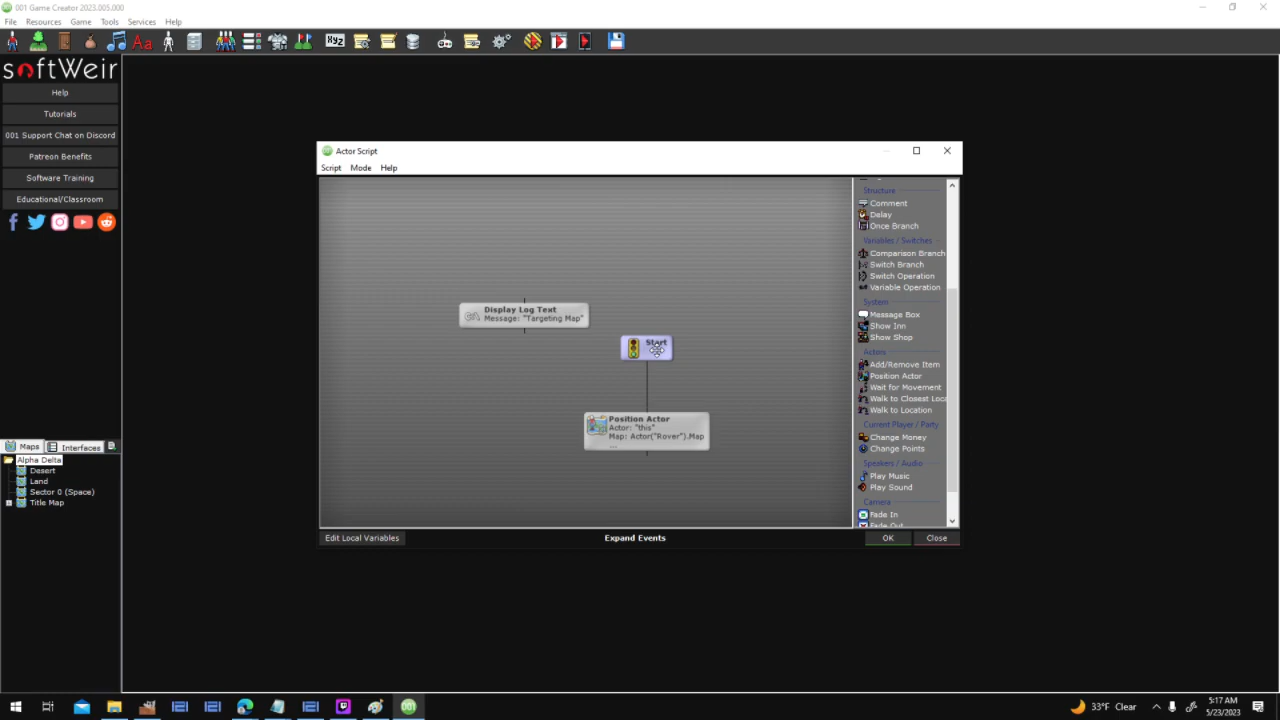 001 Game Creator 2023.005.000
File Resources Game Tools Services Help
Aa Xyz
softWeir
Help
Tutorials
001 Support Chat on Discord
Patreon Benefits
Software Training
Educational/Classroom
Maps Interfaces
Alpha Delta
Desert
Land
Sector 0 (Space)
Title Map
Actor Script
Script Mode Help
Display Log Text
Message: "Targeting Map"
Start
Position Actor
Actor: "this"
Map: Actor("Rover").Map
...
Structure
Comment
Delay
Once Branch
Variables / Switches
Comparison Branch
Switch Branch
Switch Operation
Variable Operation
System
Message Box
Show Inn
Show Shop
Actors
Add/Remove Item
Position Actor
Wait for Movement
Walk to Closest Loca
Walk to Location
Current Player / Party
Change Money
Change Points
Speakers / Audio
Play Music
Play Sound
Camera
Fade In
Fade Out
Edit Local Variables
Expand Events
OK
Close
33°F Clear
5:17 AM
5/23/2023